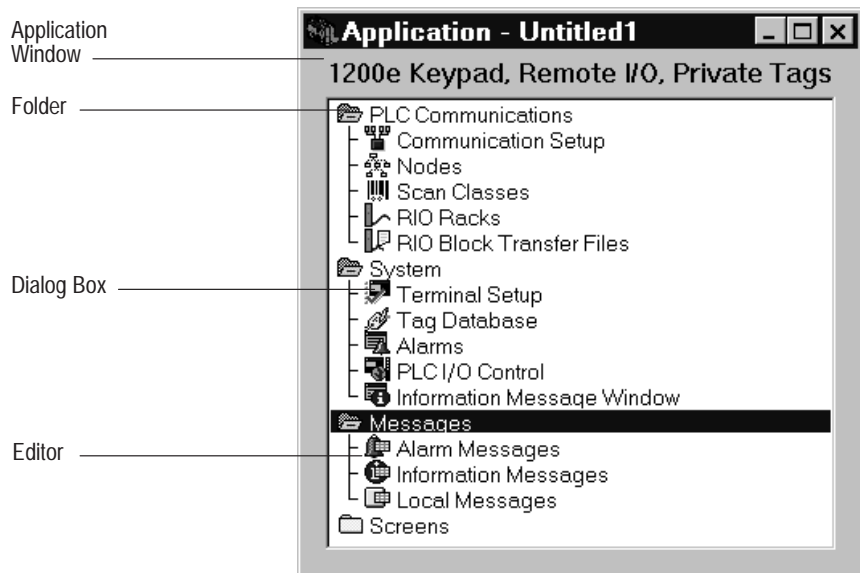 Application
Window
Application - Untitled1
1200e Keypad, Remote I/O, Private Tags
Folder
PLC Communications
Communication Setup
Nodes
Scan Classes
RIO Racks
RIO Block Transfer Files
System
Dialog Box
Terminal Setup
Tag Database
Alarms
PLC I/O Control
Information Message Window
Messages
Editor
Alarm Messages
Information Messages
Local Messages
Screens